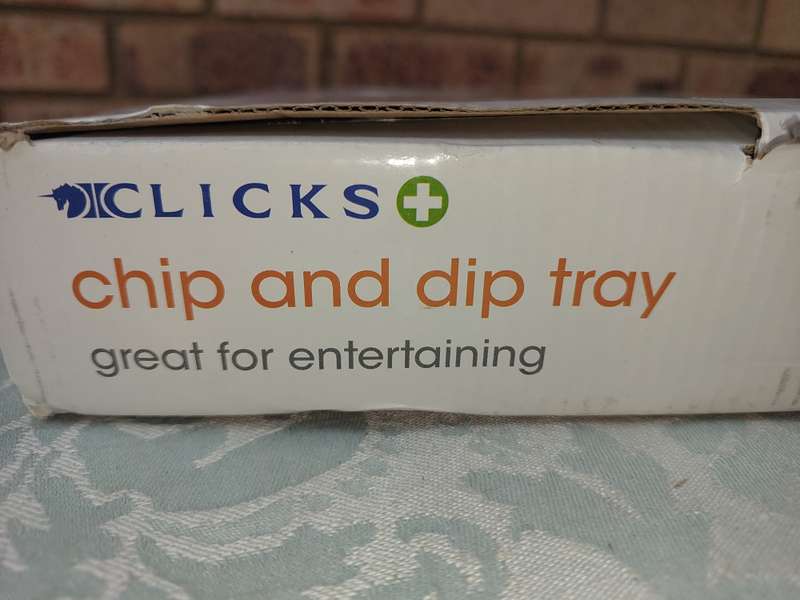 CLICKS
chip and dip tray
great for entertaining